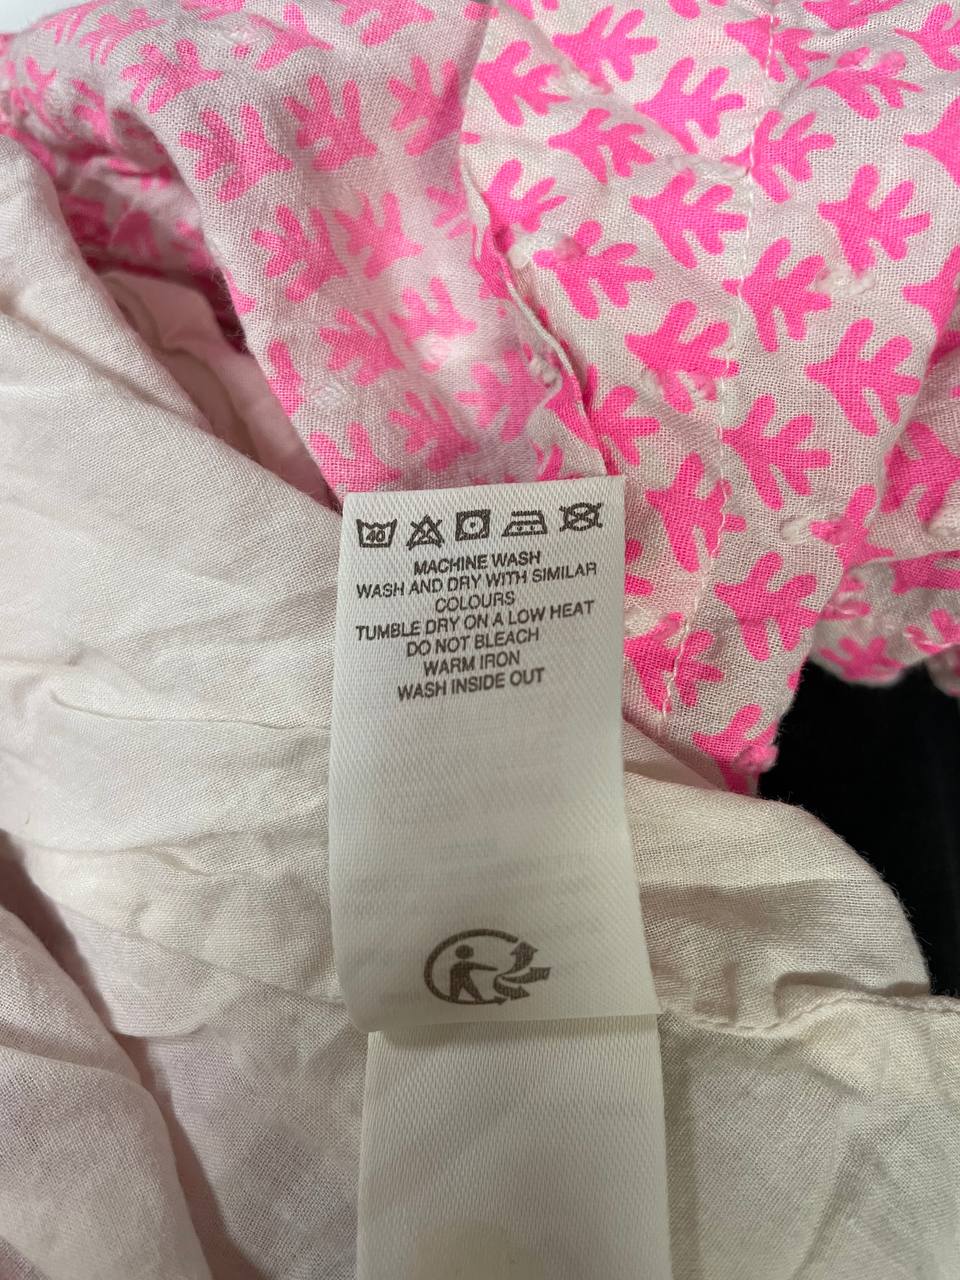 40
MACHINE WASH
WASH AND DRY WITH SIMILAR
COLOURS
TUMBLE DRY ON A LOW HEAT
DO NOT BLEACH
WARM IRON
WASH INSIDE OUT